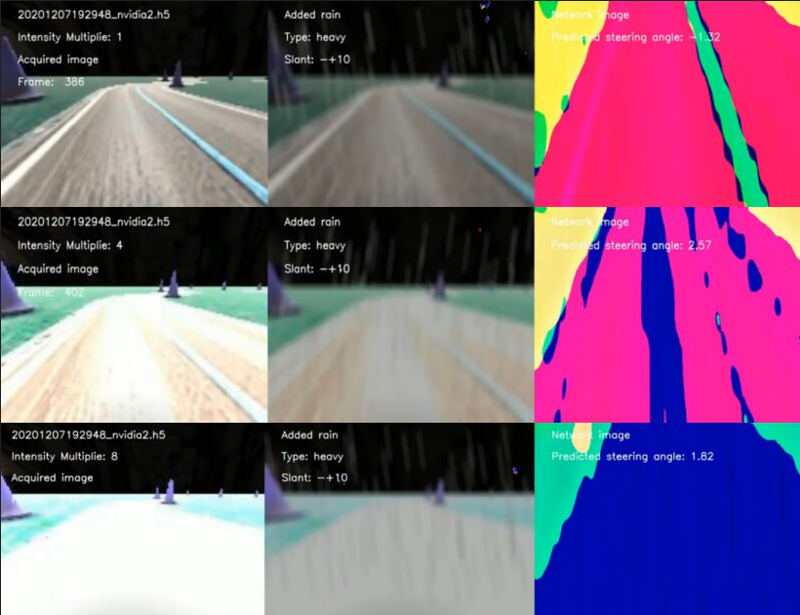 20201207192948_nvidia2.h5
Intensity Multiplie: 1
Acquired image
Frame: 386
Added rain
Type: heavy
Slant: -+10
Network image
Predicted steering angle: -1.32
20201207192948_nvidia2.h5
Intensity Multiplie: 4
Acquired image
Frame: 402
Added rain
Type: heavy
Slant: -+10
Network image
Predicted steering angle: 2.57
20201207192948_nvidia2.h5
Intensity Multiplie: 8
Acquired image
Added rain
Type: heavy
Slant: -+10
Network image
Predicted steering angle: 1.82